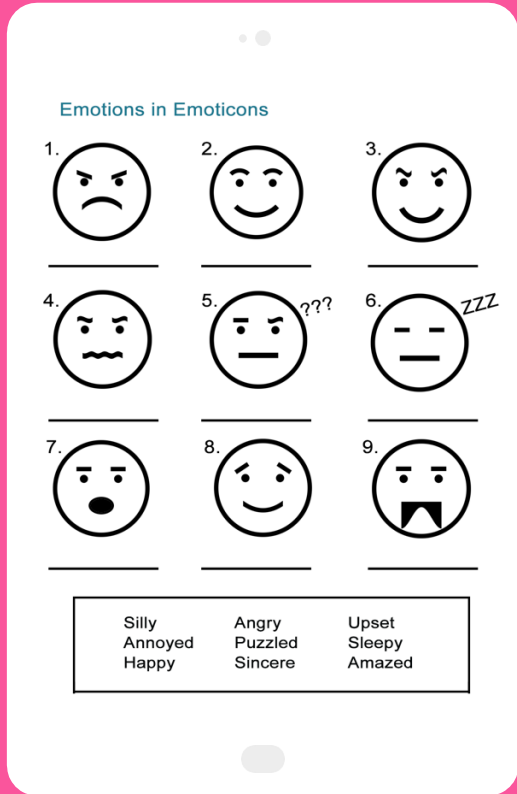 Emotions in Emoticons
1. 2. 3.
4. 5. ??? 6. ZZZ
7. 8. 9.
Silly Angry Upset
Annoyed Puzzled Sleepy
Happy Sincere Amazed